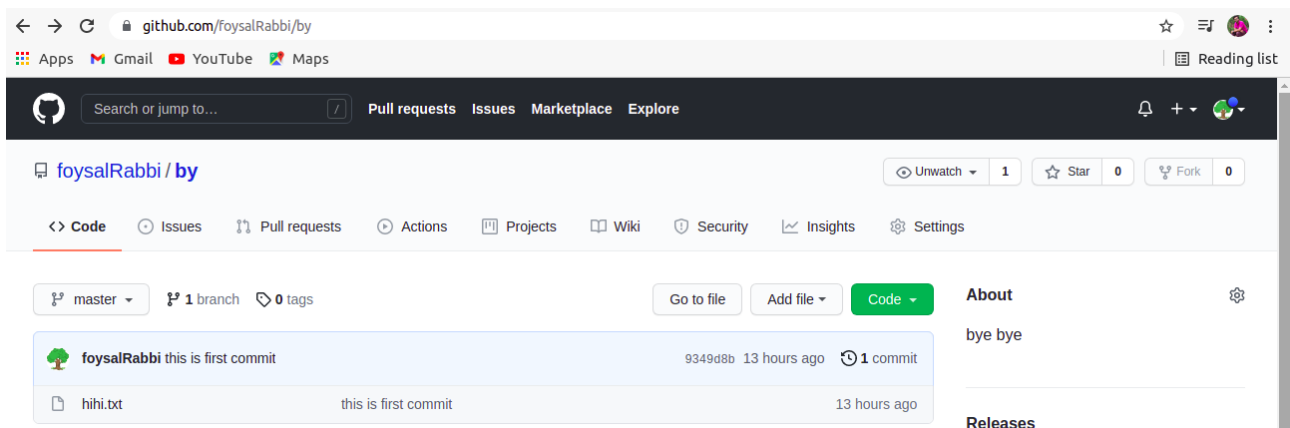 github.com/foysalRabbi/by
Apps Gmail YouTube Maps Reading list
Search or jump to... / Pull requests Issues Marketplace Explore
foysalRabbi / by Unwatch 1 Star 0 Fork 0
<> Code Issues Pull requests Actions Projects Wiki Security Insights Settings
master 1 branch 0 tags Go to file Add file Code About
bye bye
foysalRabbi this is first commit 9349d8b 13 hours ago 1 commit
hihi.txt this is first commit 13 hours ago
Releases